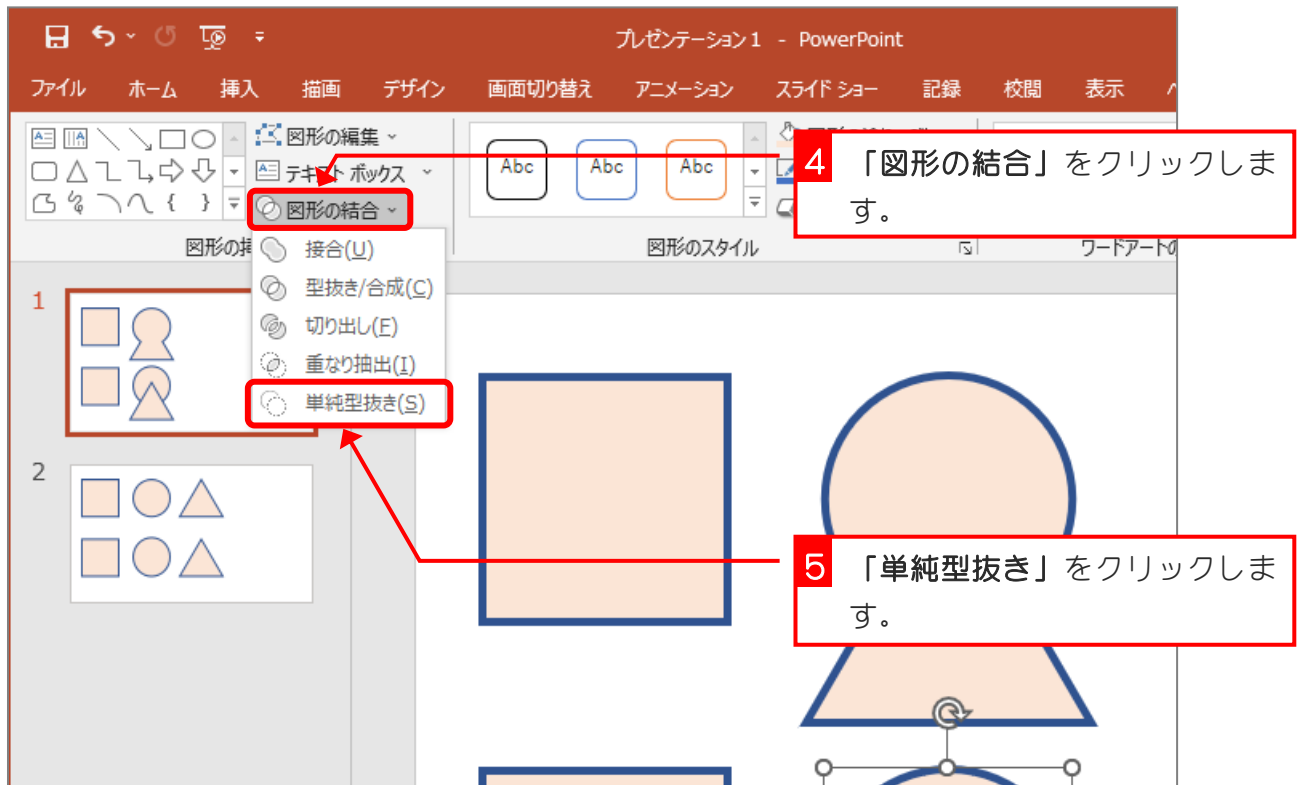 プレゼンテーション1 - PowerPoint
ファイル ホーム 挿入 描画 デザイン 画面切り替え アニメーション スライド ショー 記録 校閲 表示
図形の編集
テキスト ボックス
図形の結合
Abc Abc Abc
4 「図形の結合」をクリックしま
す。
図形の挿
図形のスタイル
ワードアートの
接合(U)
型抜き/合成(C)
切り出し(F)
重なり抽出(I)
単純型抜き(S)
1
2
5 「単純型抜き」をクリックしま
す。